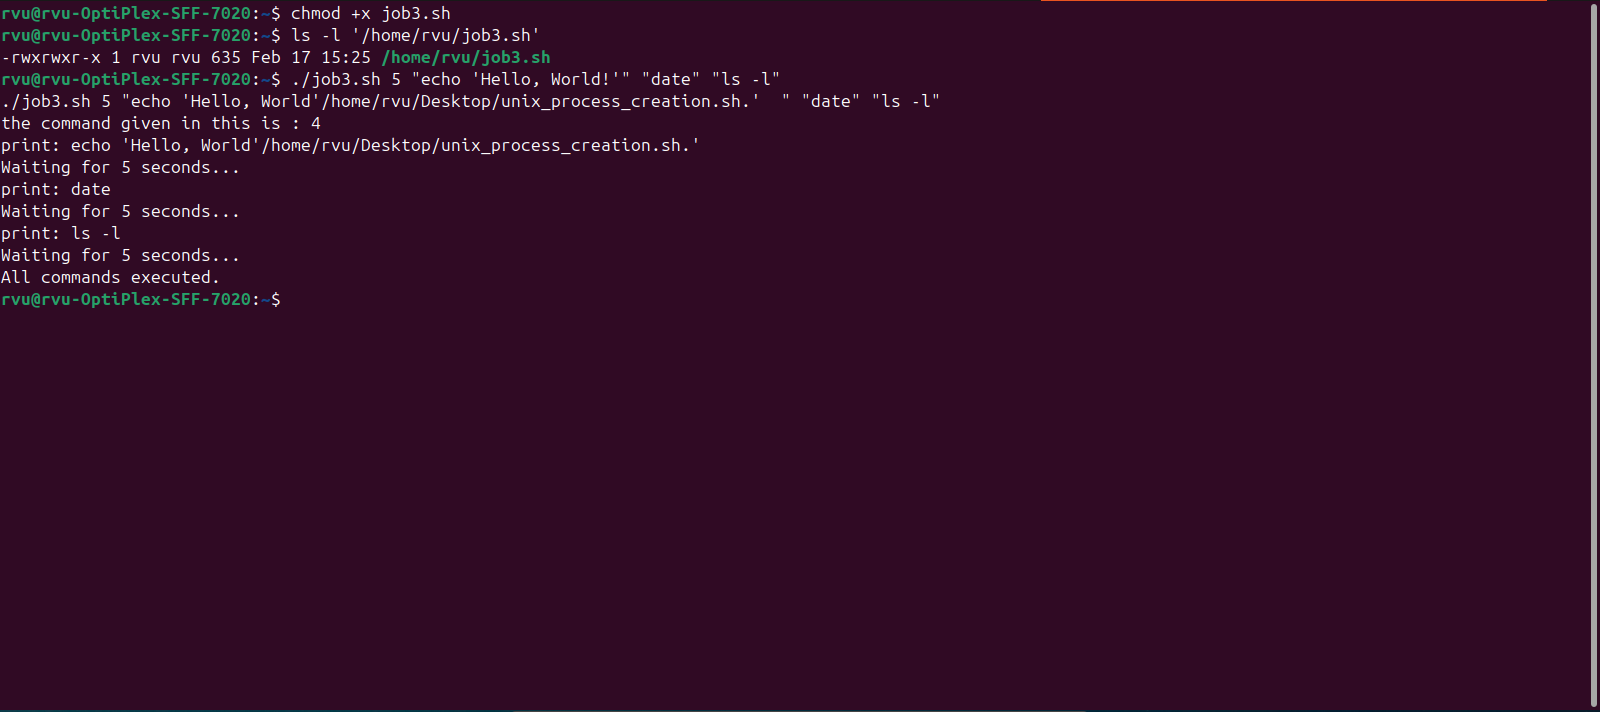 rvu@rvu-OptiPlex-SFF-7020:~$ chmod +x job3.sh
rvu@rvu-OptiPlex-SFF-7020:~$ ls -l '/home/rvu/job3.sh'
-rwxrwxr-x 1 rvu rvu 635 Feb 17 15:25 /home/rvu/job3.sh
rvu@rvu-OptiPlex-SFF-7020:~$ ./job3.sh 5 "echo 'Hello, World!'" "date" "ls -l"
./job3.sh 5 "echo 'Hello, World'/home/rvu/Desktop/unix_process_creation.sh.'  " "date" "ls -l"
the command given in this is : 4
print: echo 'Hello, World'/home/rvu/Desktop/unix_process_creation.sh.'
Waiting for 5 seconds...
print: date
Waiting for 5 seconds...
print: ls -l
Waiting for 5 seconds...
All commands executed.
rvu@rvu-OptiPlex-SFF-7020:~$